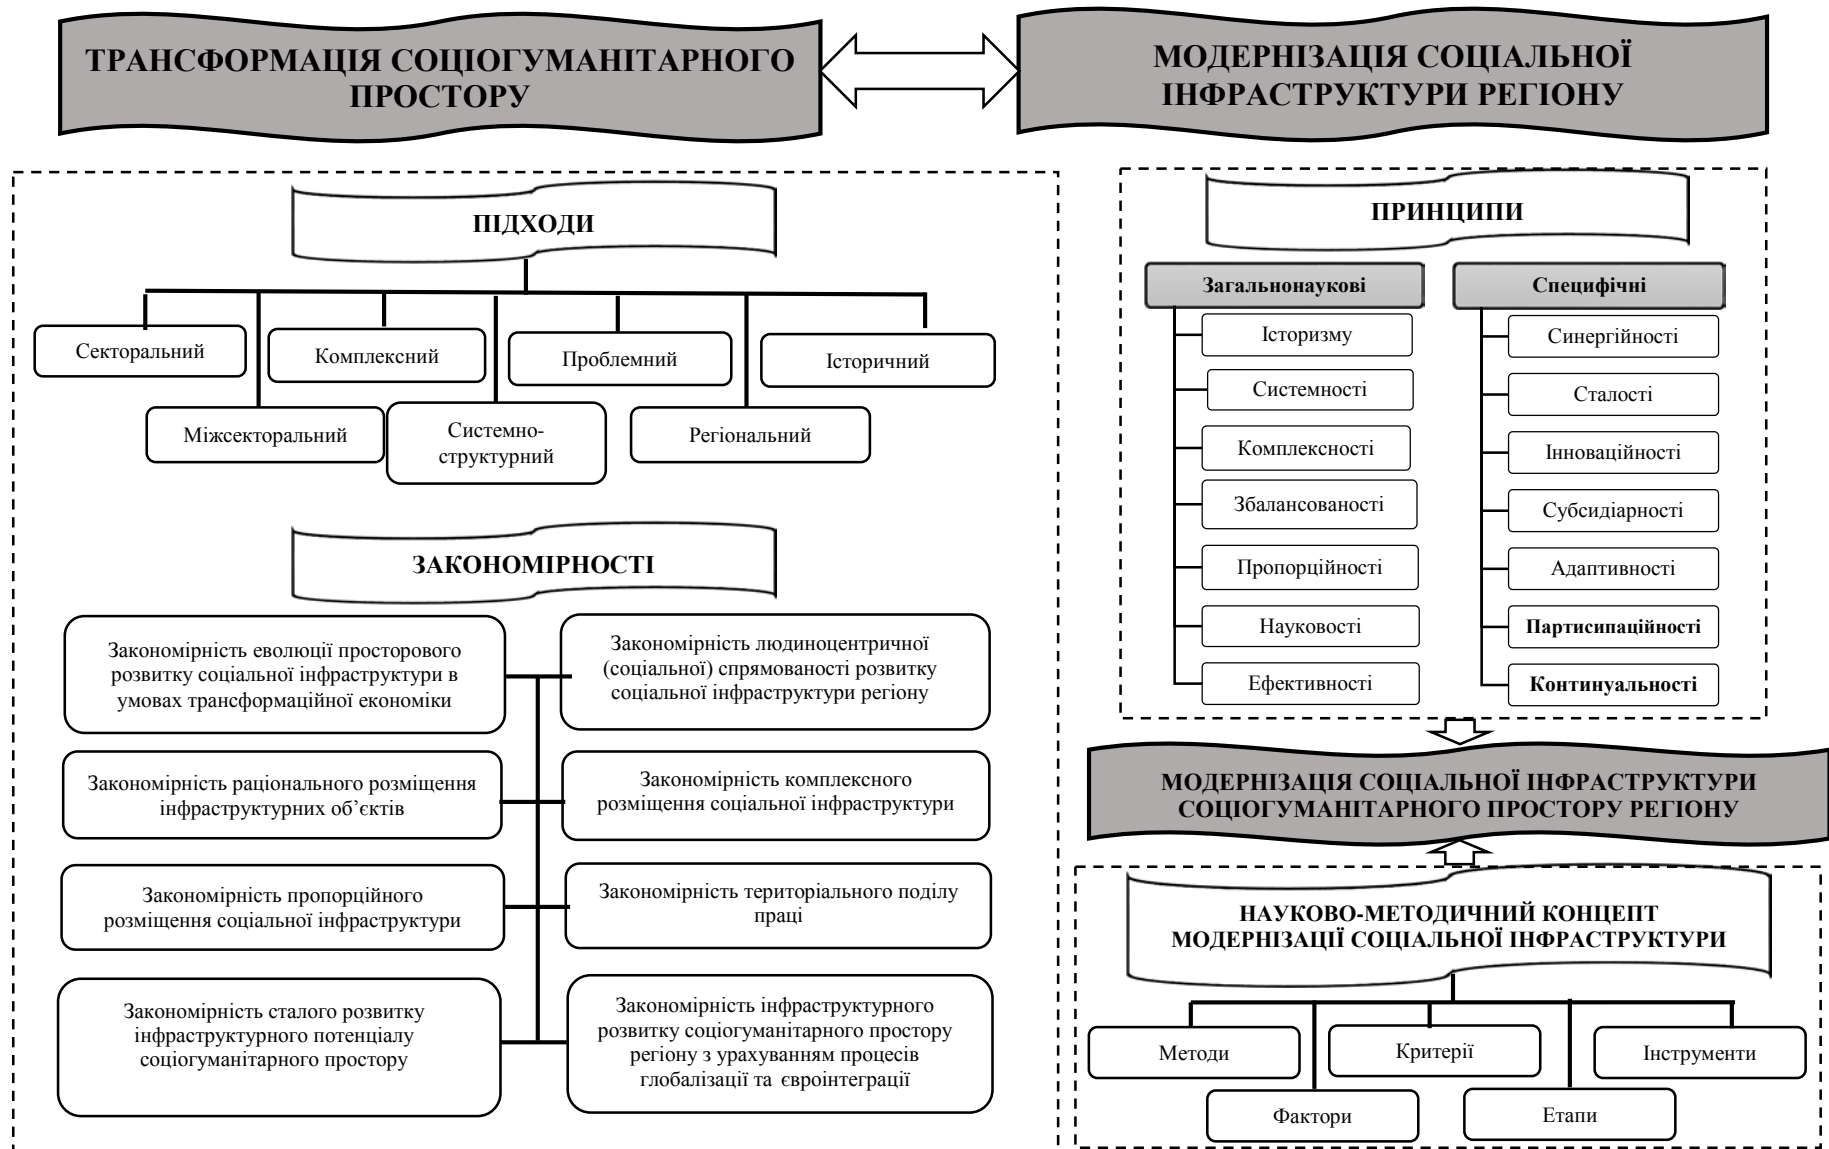 ТРАНСФОРМАЦІЯ СОЦІОГУМАНІТАРНОГО
ПРОСТОРУ
МОДЕРНІЗАЦІЯ СОЦІАЛЬНОЇ
ІНФРАСТРУКТУРИ РЕГІОНУ
ПІДХОДИ
Секторальний
Комплексний
Проблемний
Історичний
Міжсекторальний
Системно-
структурний
Регіональний
ЗАКОНОМІРНОСТІ
Закономірність еволюції просторового
розвитку соціальної інфраструктури в
умовах трансформаційної економіки
Закономірність людиноцентричної
(соціальної) спрямованості розвитку
соціальної інфраструктури регіону
Закономірність раціонального розміщення
інфраструктурних об’єктів
Закономірність комплексного
розміщення соціальної інфраструктури
Закономірність пропорційного
розміщення соціальної інфраструктури
Закономірність територіального поділу
праці
Закономірність сталого розвитку
інфраструктурного потенціалу
соціогуманітарного простору
Закономірність інфраструктурного
розвитку соціогуманітарного простору
регіону з урахуванням процесів
глобалізації та євроінтеграції
ПРИНЦИПИ
Загальнонаукові
Історизму
Системності
Комплексності
Збалансованості
Пропорційності
Науковості
Ефективності
Специфічні
Синергійності
Сталості
Інноваційності
Субсидіарності
Адаптивності
Партисипаційності
Континуальності
МОДЕРНІЗАЦІЯ СОЦІАЛЬНОЇ ІНФРАСТРУКТУРИ
СОЦІОГУМАНІТАРНОГО ПРОСТОРУ РЕГІОНУ
НАУКОВО-МЕТОДИЧНИЙ КОНЦЕПТ
МОДЕРНІЗАЦІЇ СОЦІАЛЬНОЇ ІНФРАСТРУКТУРИ
Методи
Критерії
Інструменти
Фактори
Етапи